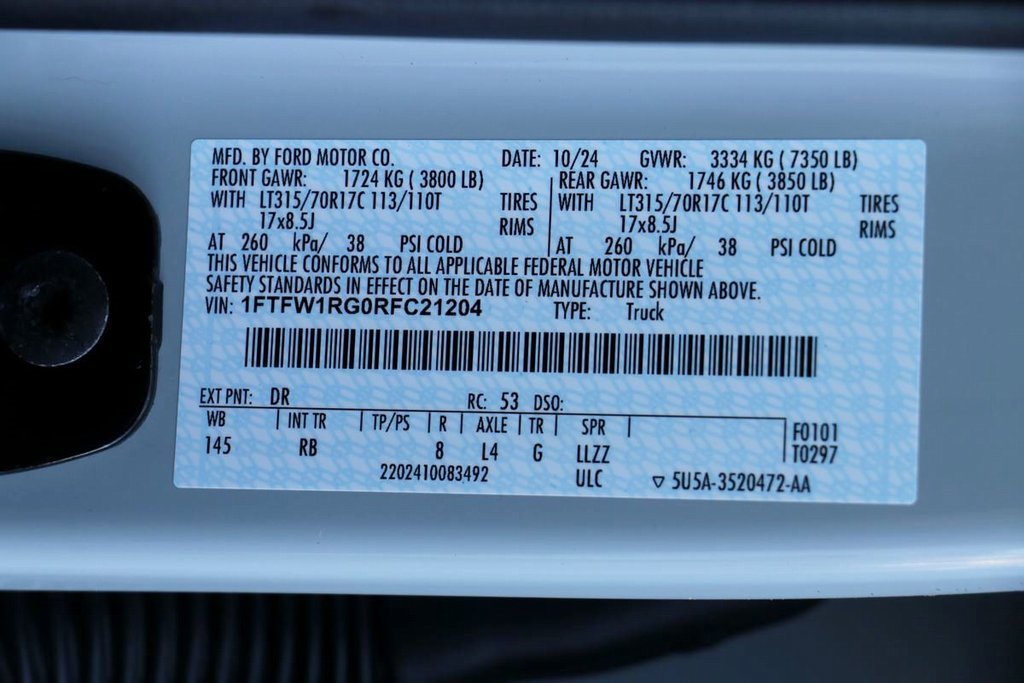 MFD. BY FORD MOTOR CO. DATE: 10/24 GVWR: 3334 KG ( 7350 LB)
FRONT GAWR: 1724 KG ( 3800 LB) REAR GAWR: 1746 KG ( 3850 LB)
WITH LT315/70R17C 113/110T TIRES WITH LT315/70R17C 113/110T TIRES
17x8.5J RIMS 17x8.5J RIMS
AT 260 kPa/ 38 PSI COLD AT 260 kPa/ 38 PSI COLD
THIS VEHICLE CONFORMS TO ALL APPLICABLE FEDERAL MOTOR VEHICLE
SAFETY STANDARDS IN EFFECT ON THE DATE OF MANUFACTURE SHOWN ABOVE.
VIN: 1FTFW1RG0RFC21204 TYPE: Truck
EXT PNT: DR RC: 53 DSO:
WB INT TR TP/PS R AXLE TR SPR F0101
145 RB 8 L4 G LLZZ T0297
2202410083492 ULC ▽ 5U5A-3520472-AA